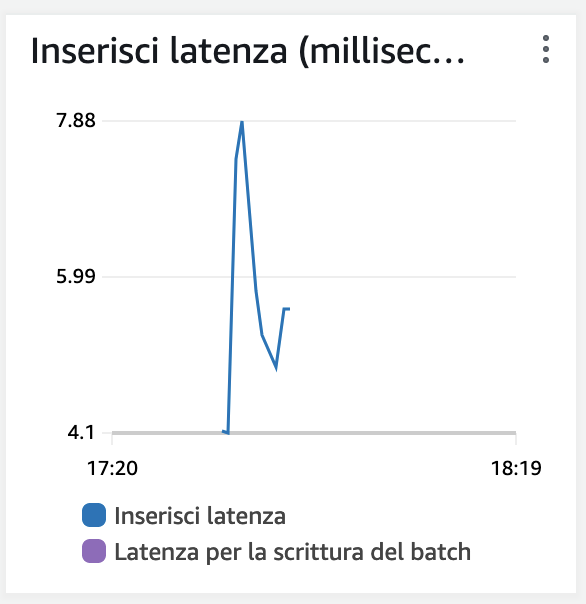 Inserisci latenza (millisec...
7.88
5.99
4.1
17:20 18:19
Inserisci latenza
Latenza per la scrittura del batch